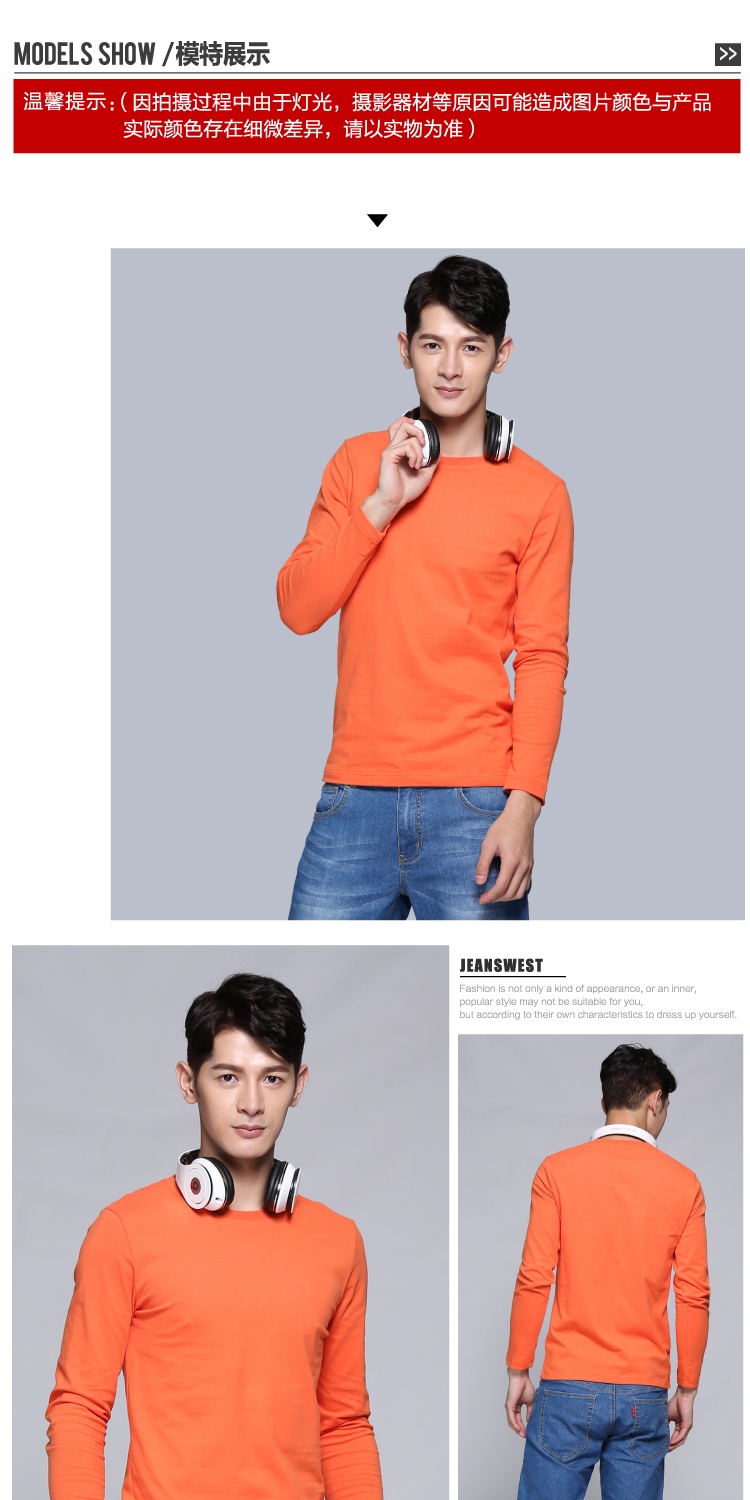 MODELS SHOW /模特展示
温馨提示:(因拍摄过程中由于灯光，摄影器材等原因可能造成图片颜色与产品
实际颜色存在细微差异，请以实物为准)
JEANSWEST
Fashion is not only a kind of appearance, or an inner,
popular style may not be suitable for you,
but according to their own characteristics to dress up yourself.